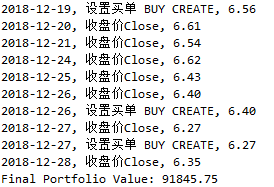 2018-12-19, 设置买单 BUY CREATE, 6.56
2018-12-20, 收盘价Close, 6.61
2018-12-21, 收盘价Close, 6.54
2018-12-24, 收盘价Close, 6.62
2018-12-25, 收盘价Close, 6.43
2018-12-26, 收盘价Close, 6.40
2018-12-26, 设置买单 BUY CREATE, 6.40
2018-12-27, 收盘价Close, 6.27
2018-12-27, 设置买单 BUY CREATE, 6.27
2018-12-28, 收盘价Close, 6.35
Final Portfolio Value: 91845.75